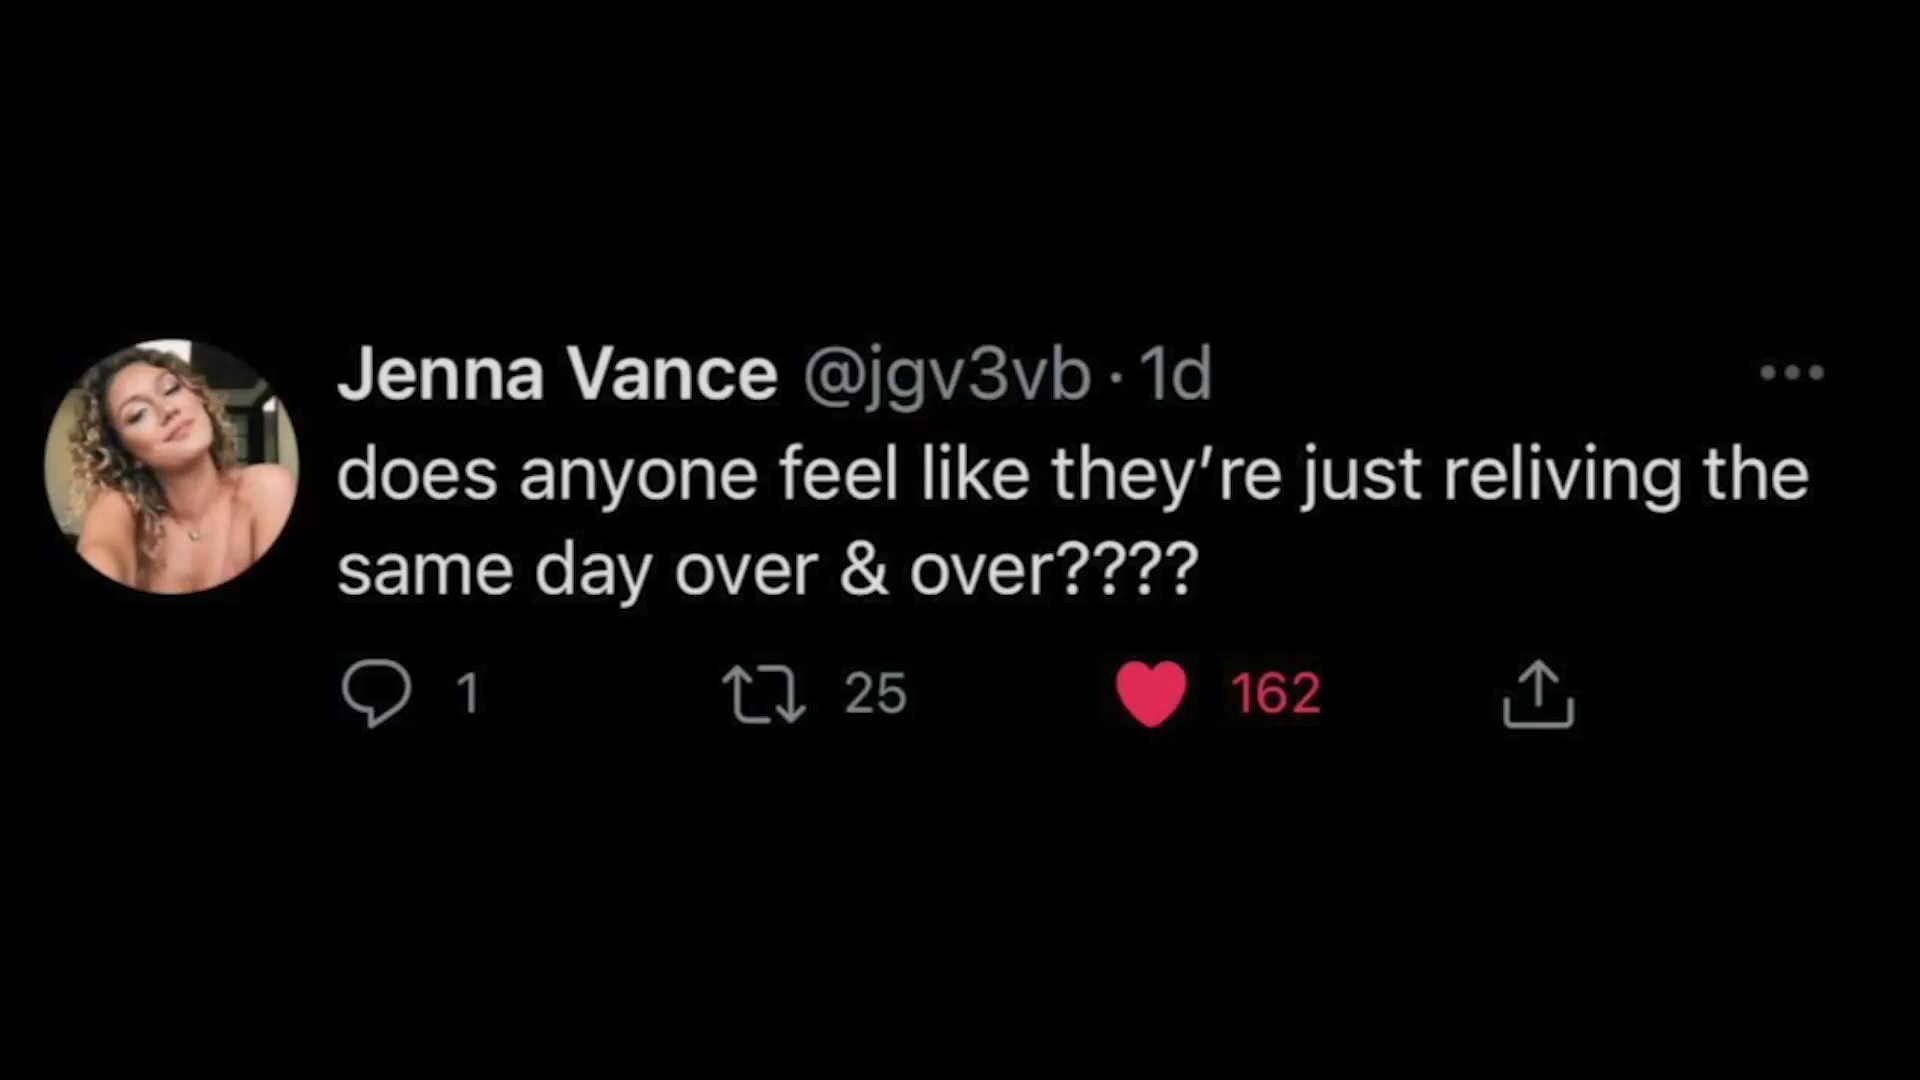 Jenna Vance @jgv3vb · 1d
does anyone feel like they’re just reliving the
same day over & over????
1 25 162